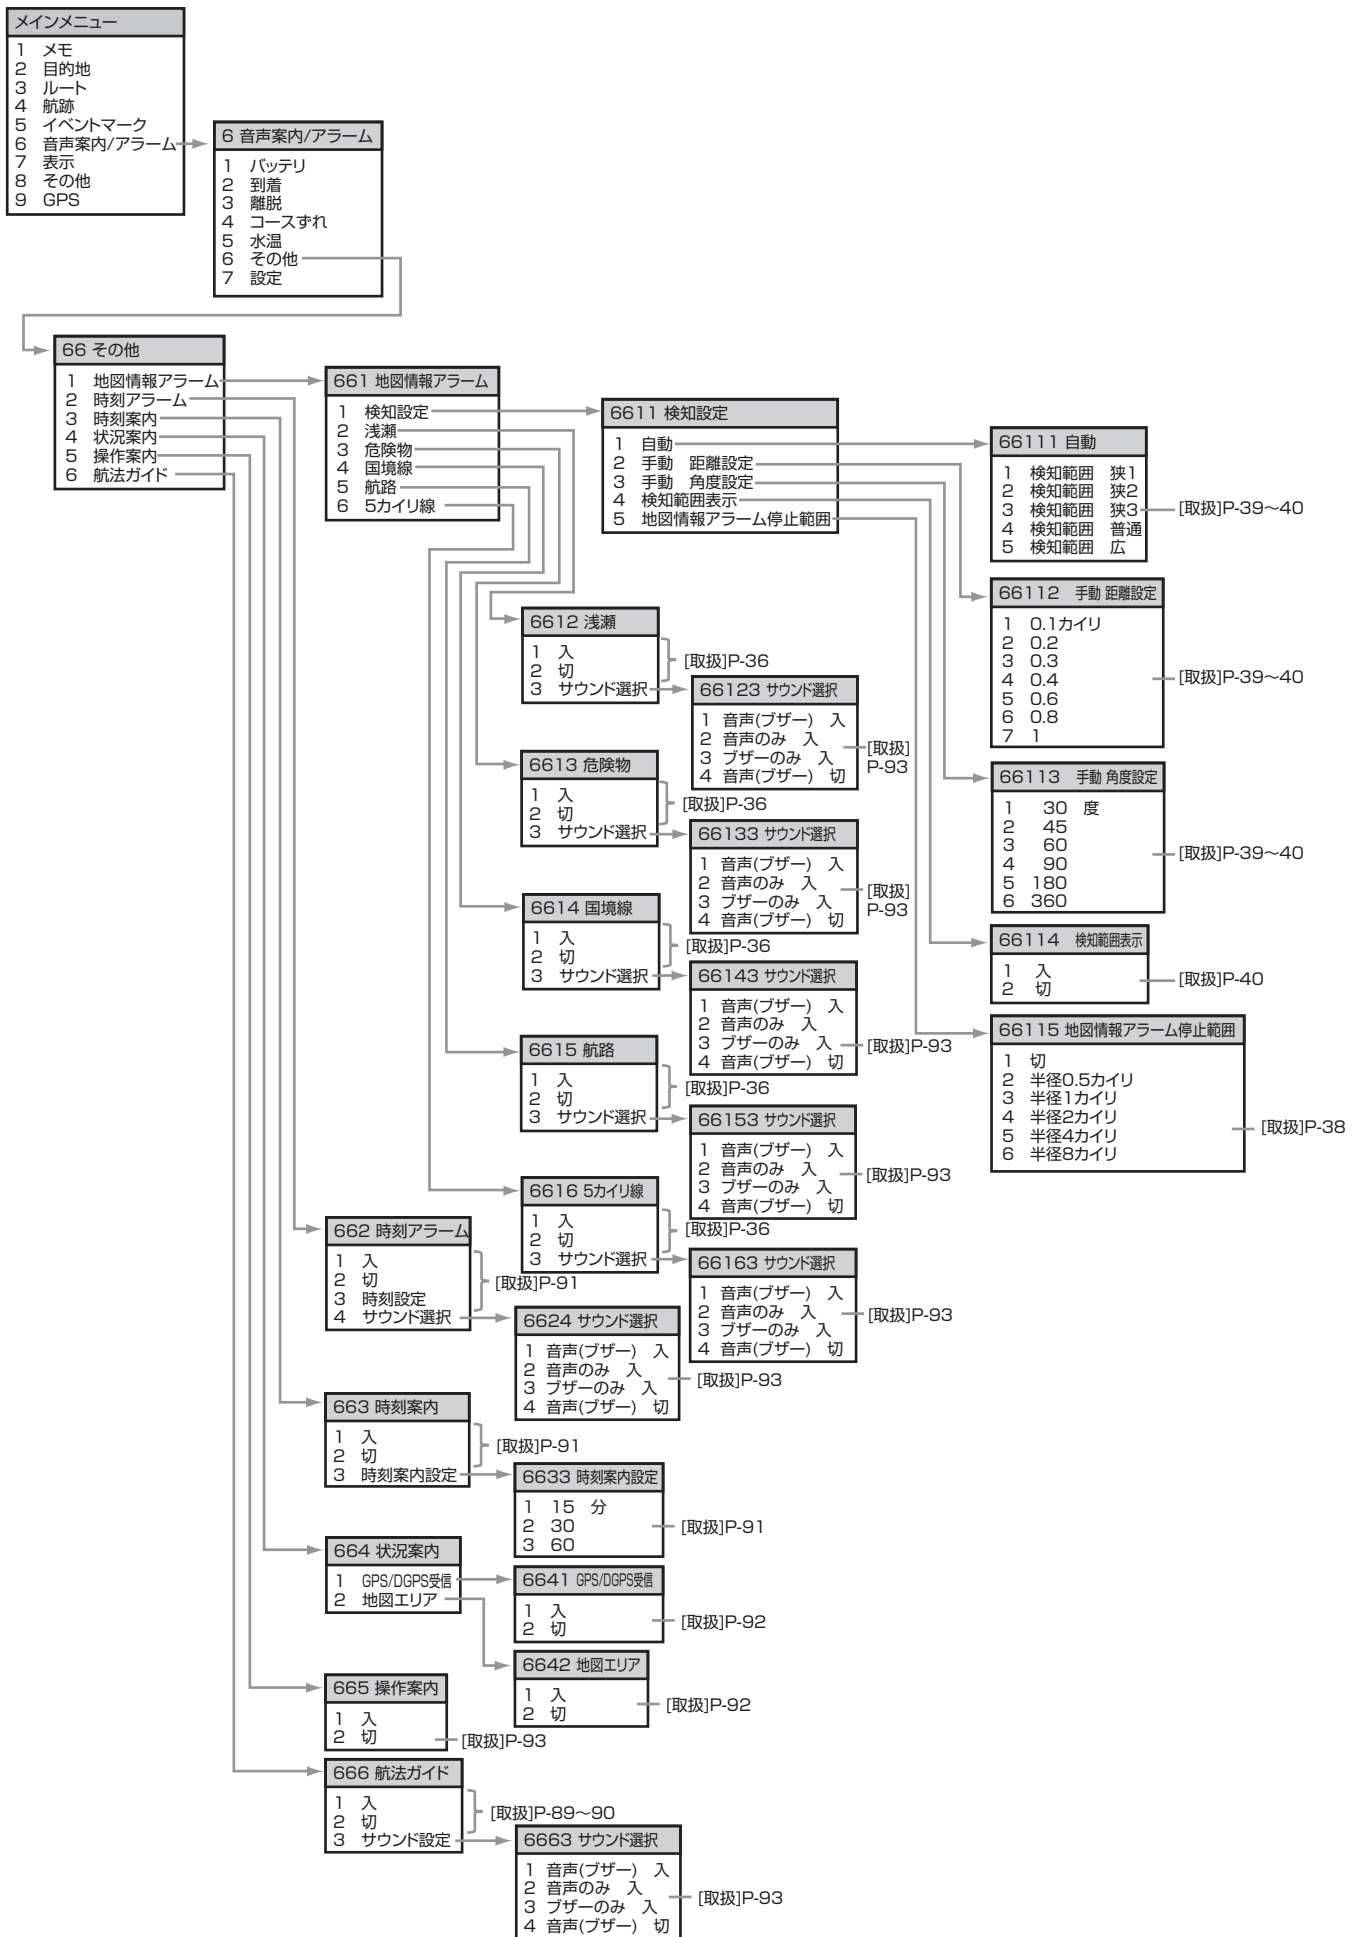 メインメニュー
1 メモ
2 目的地
3 ルート
4 航跡
5 イベントマーク
6 音声案内/アラーム
7 表示
8 その他
9 GPS
6 音声案内/アラーム
1 バッテリ
2 到着
3 離脱
4 コースずれ
5 水温
6 その他
7 設定
66 その他
1 地図情報アラーム
2 時刻アラーム
3 時刻案内
4 状況案内
5 操作案内
6 航法ガイド
661 地図情報アラーム
1 検知設定
2 浅瀬
3 危険物
4 国境線
5 航路
6 5カイリ線
6611 検知設定
1 自動
2 手動 距離設定
3 手動 角度設定
4 検知範囲表示
5 地図情報アラーム停止範囲
66111 自動
1 検知範囲 狭1
2 検知範囲 狭2
3 検知範囲 狭3
4 検知範囲 普通
5 検知範囲 広
[取扱]P-39〜40
66112 手動 距離設定
1 0.1カイリ
2 0.2
3 0.3
4 0.4
5 0.6
6 0.8
7 1
[取扱]P-39〜40
66113 手動 角度設定
1 30 度
2 45
3 60
4 90
5 180
6 360
[取扱]P-39〜40
66114 検知範囲表示
1 入
2 切
[取扱]P-40
66115 地図情報アラーム停止範囲
1 切
2 半径0.5カイリ
3 半径1カイリ
4 半径2カイリ
5 半径4カイリ
6 半径8カイリ
[取扱]P-38
6612 浅瀬
1 入
2 切
3 サウンド選択
[取扱]P-36
66123 サウンド選択
1 音声(ブザー) 入
2 音声のみ 入
3 ブザーのみ 入
4 音声(ブザー) 切
[取扱]
P-93
6613 危険物
1 入
2 切
3 サウンド選択
[取扱]P-36
66133 サウンド選択
1 音声(ブザー) 入
2 音声のみ 入
3 ブザーのみ 入
4 音声(ブザー) 切
[取扱]
P-93
6614 国境線
1 入
2 切
3 サウンド選択
[取扱]P-36
66143 サウンド選択
1 音声(ブザー) 入
2 音声のみ 入
3 ブザーのみ 入
4 音声(ブザー) 切
[取扱]P-93
6615 航路
1 入
2 切
3 サウンド選択
[取扱]P-36
66153 サウンド選択
1 音声(ブザー) 入
2 音声のみ 入
3 ブザーのみ 入
4 音声(ブザー) 切
[取扱]P-93
6616 5カイリ線
1 入
2 切
3 サウンド選択
[取扱]P-36
66163 サウンド選択
1 音声(ブザー) 入
2 音声のみ 入
3 ブザーのみ 入
4 音声(ブザー) 切
[取扱]P-93
662 時刻アラーム
1 入
2 切
3 時刻設定
4 サウンド選択
[取扱]P-91
6624 サウンド選択
1 音声(ブザー) 入
2 音声のみ 入
3 ブザーのみ 入
4 音声(ブザー) 切
[取扱]P-93
663 時刻案内
1 入
2 切
3 時刻案内設定
[取扱]P-91
6633 時刻案内設定
1 15 分
2 30
3 60
[取扱]P-91
664 状況案内
1 GPS/DGPS受信
2 地図エリア
6641 GPS/DGPS受信
1 入
2 切
[取扱]P-92
6642 地図エリア
1 入
2 切
[取扱]P-92
665 操作案内
1 入
2 切
[取扱]P-93
666 航法ガイド
1 入
2 切
3 サウンド設定
[取扱]P-89〜90
6663 サウンド選択
1 音声(ブザー) 入
2 音声のみ 入
3 ブザーのみ 入
4 音声(ブザー) 切
[取扱]P-93